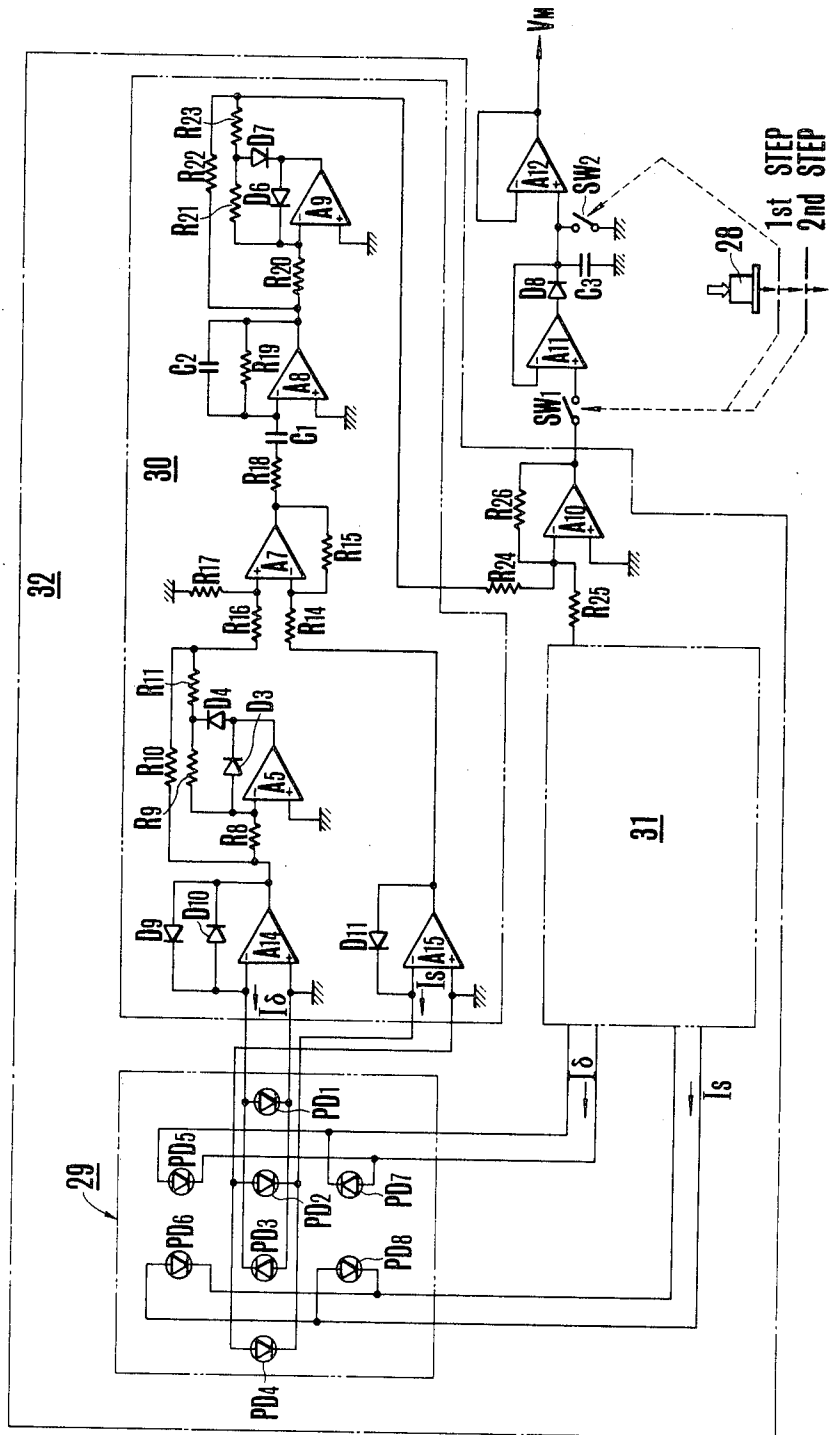 32
30
29
31
28
D9
D10
A14
Iδ
R8
R9
R10
R11
D4
D3
A5
R16
R17
R14
A7
R15
R18
C1
C2
R19
A8
R20
R21
R22
R23
D6
D7
A9
D11
A15
Is
PD5
PD6
PD1
PD2
PD3
PD4
PD7
PD8
Iδ
Is
R24
R25
R26
A10
SW1
A11
D8
C3
SW2
A12
VM
1st STEP
2nd STEP